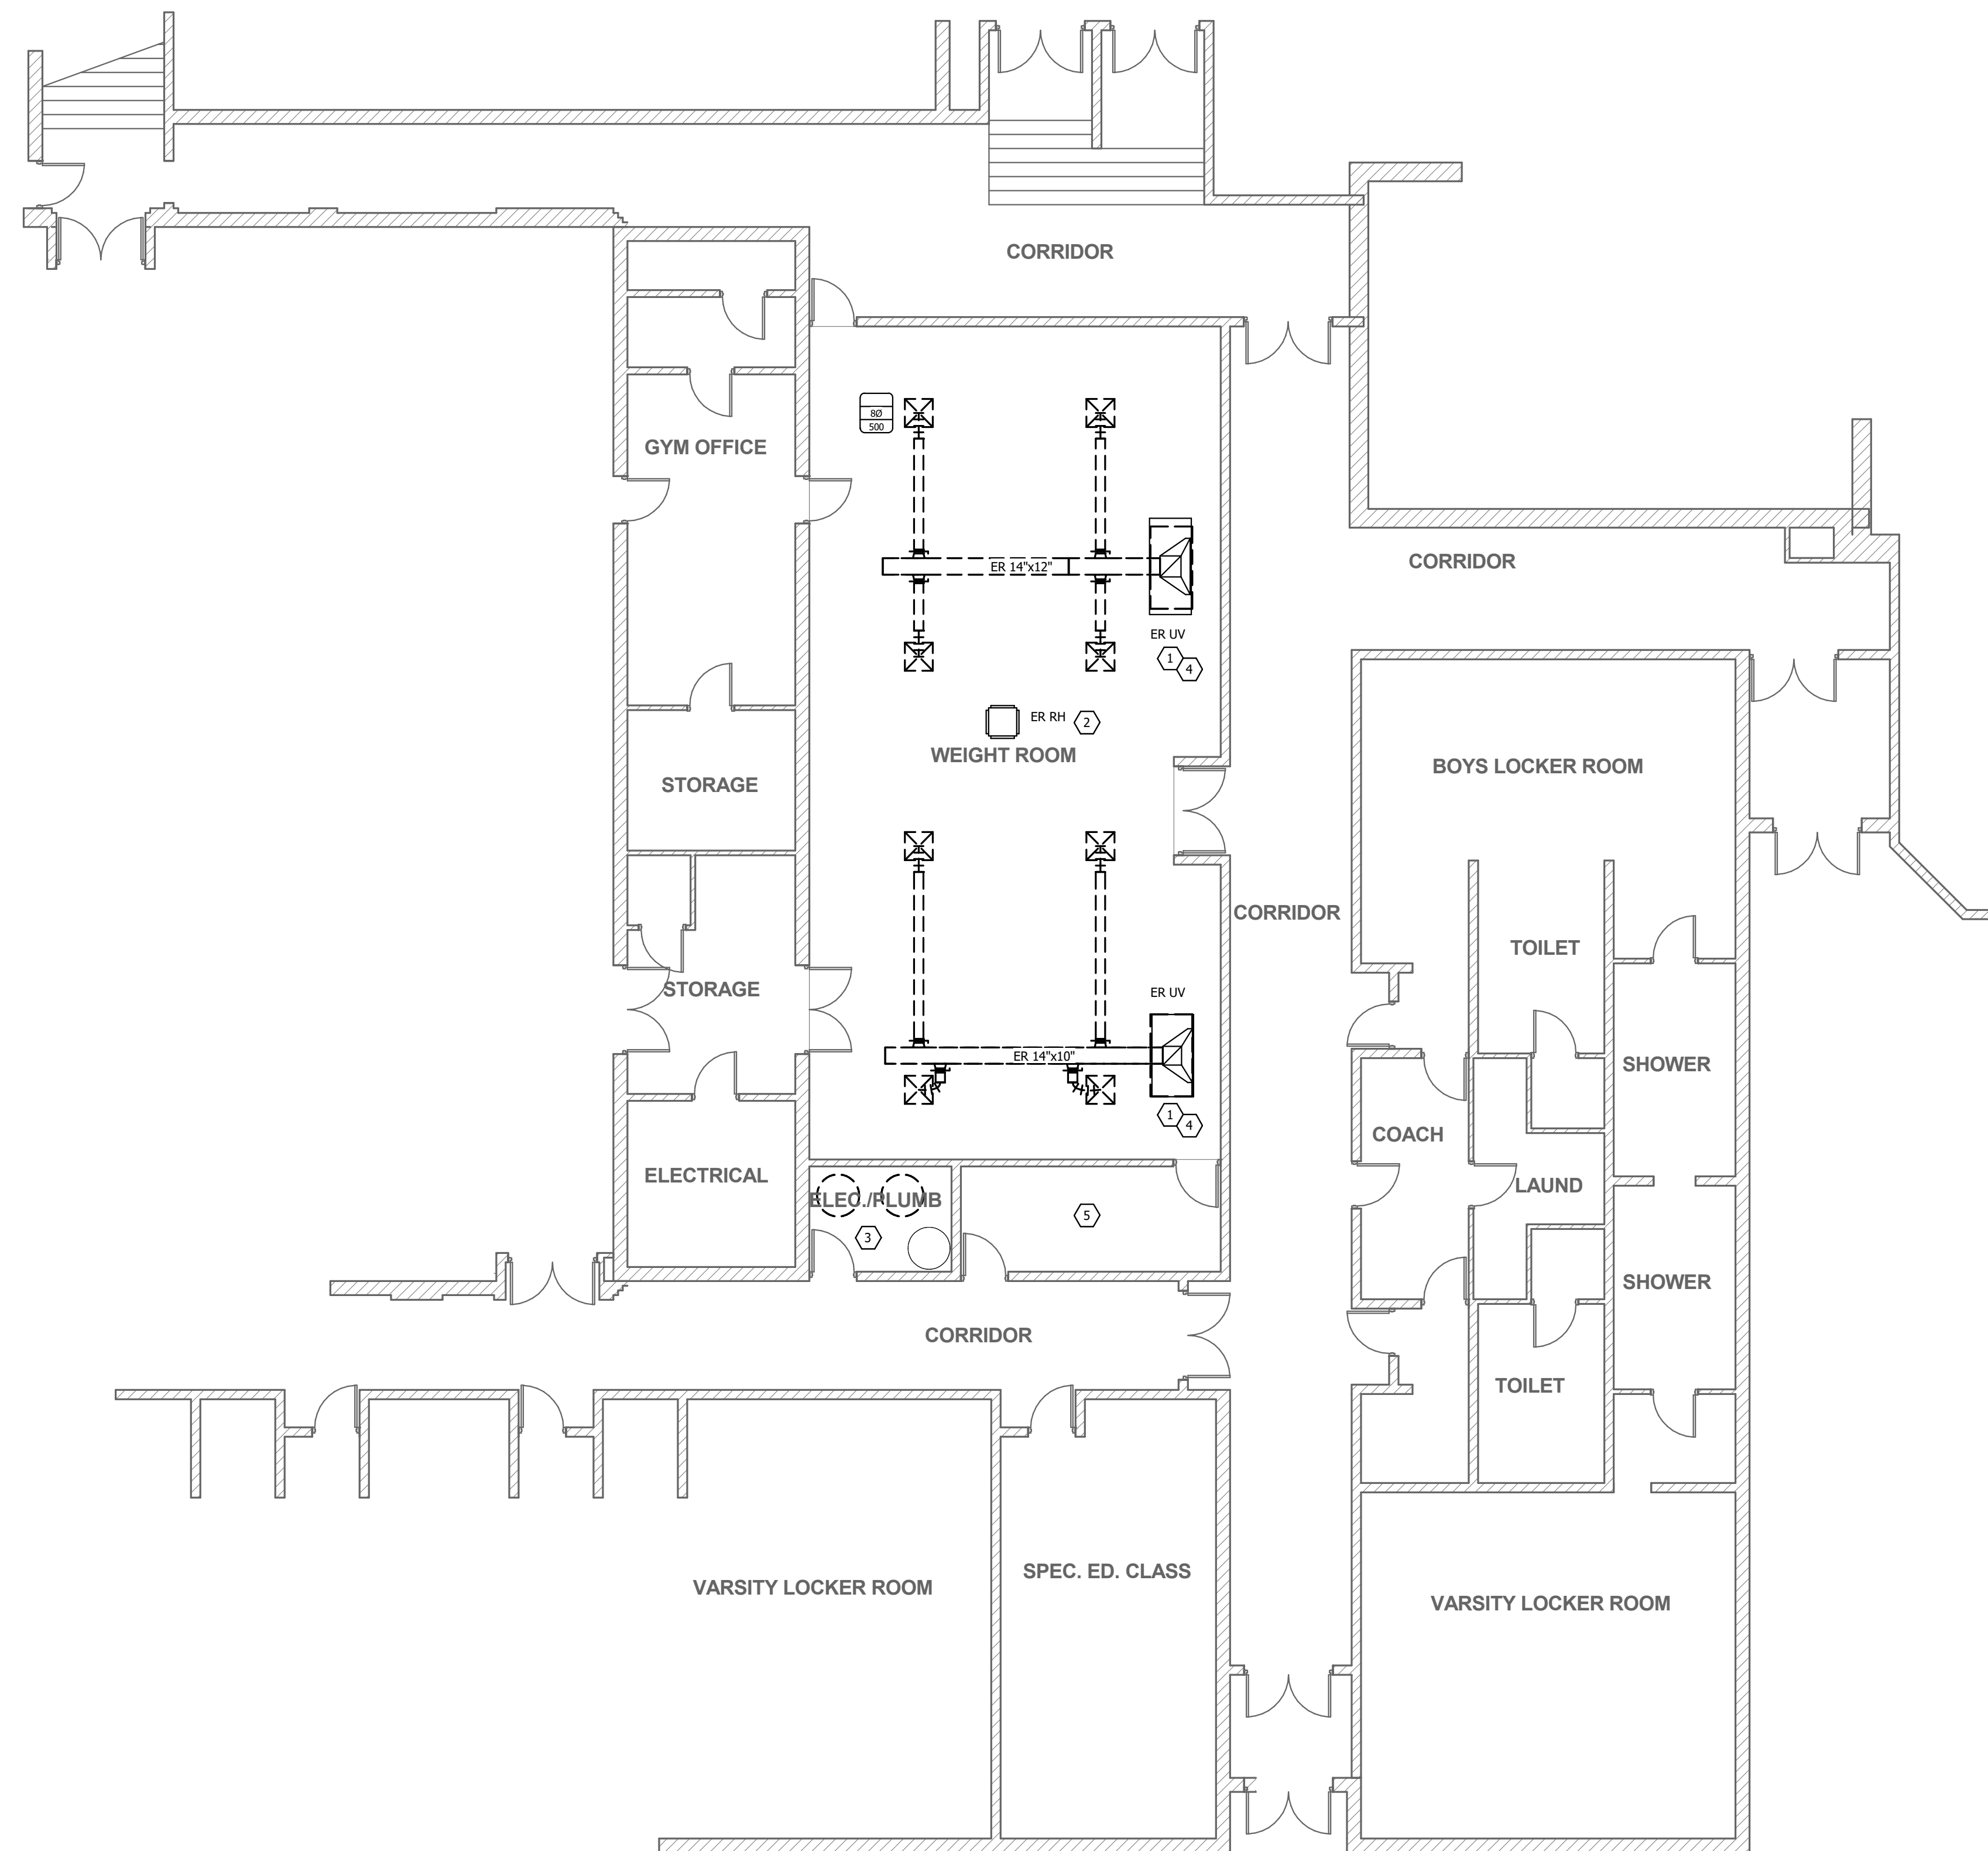 CORRIDOR
8Ø
500
GYM OFFICE
ER 14"x12"
CORRIDOR
ER UV
1
4
ER RH
2
WEIGHT ROOM
BOYS LOCKER ROOM
STORAGE
CORRIDOR
TOILET
STORAGE
ER UV
ER 14"x10"
SHOWER
1
4
COACH
ELECTRICAL
LAUND
ELEC./PLUMB
5
3
SHOWER
CORRIDOR
TOILET
SPEC. ED. CLASS
VARSITY LOCKER ROOM
VARSITY LOCKER ROOM